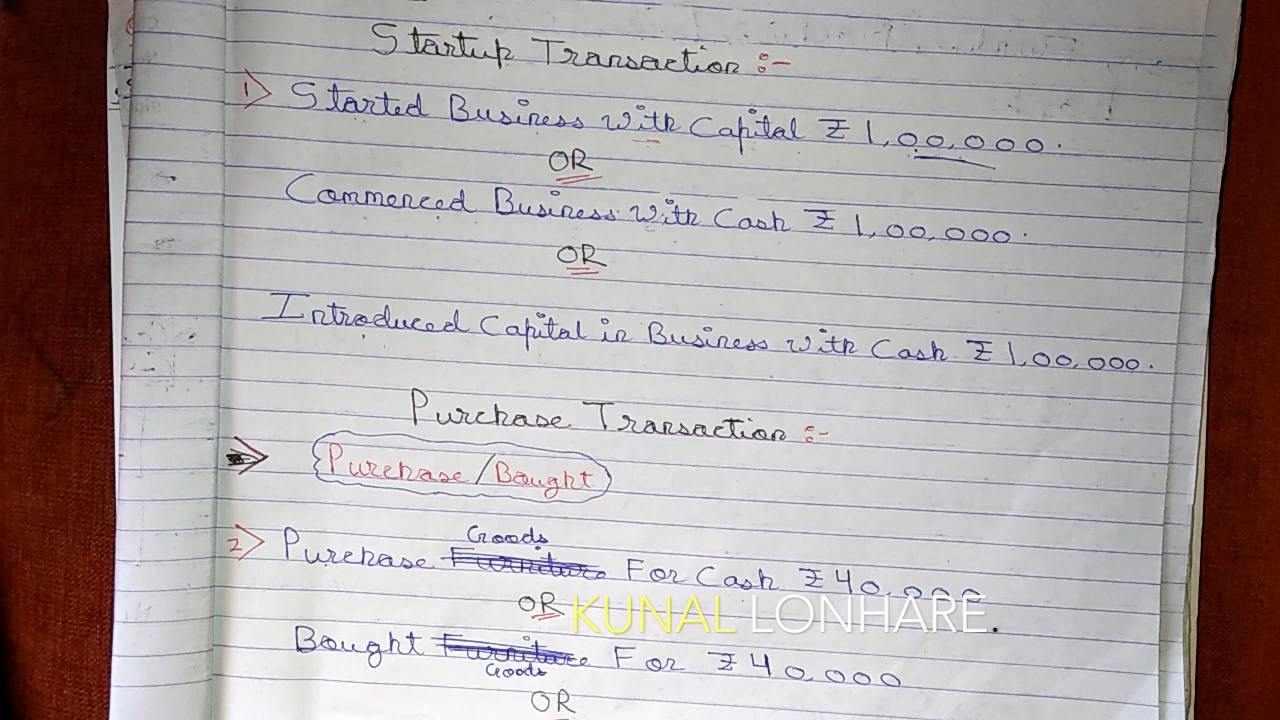 Startup Transaction :-
1> Started Business with Capital ₹ 1,00,000.
OR
Commenced Business with Cash ₹ 1,00,000.
OR
Introduced Capital in Business with Cash ₹ 1,00,000.
Purchase Transaction :-
Purchase/Bought
Goods
2> Purchase Furniture For Cash ₹ 40,000
OR KUNAL LONHARE.
Bought Furniture For ₹ 40,000
Goods
OR